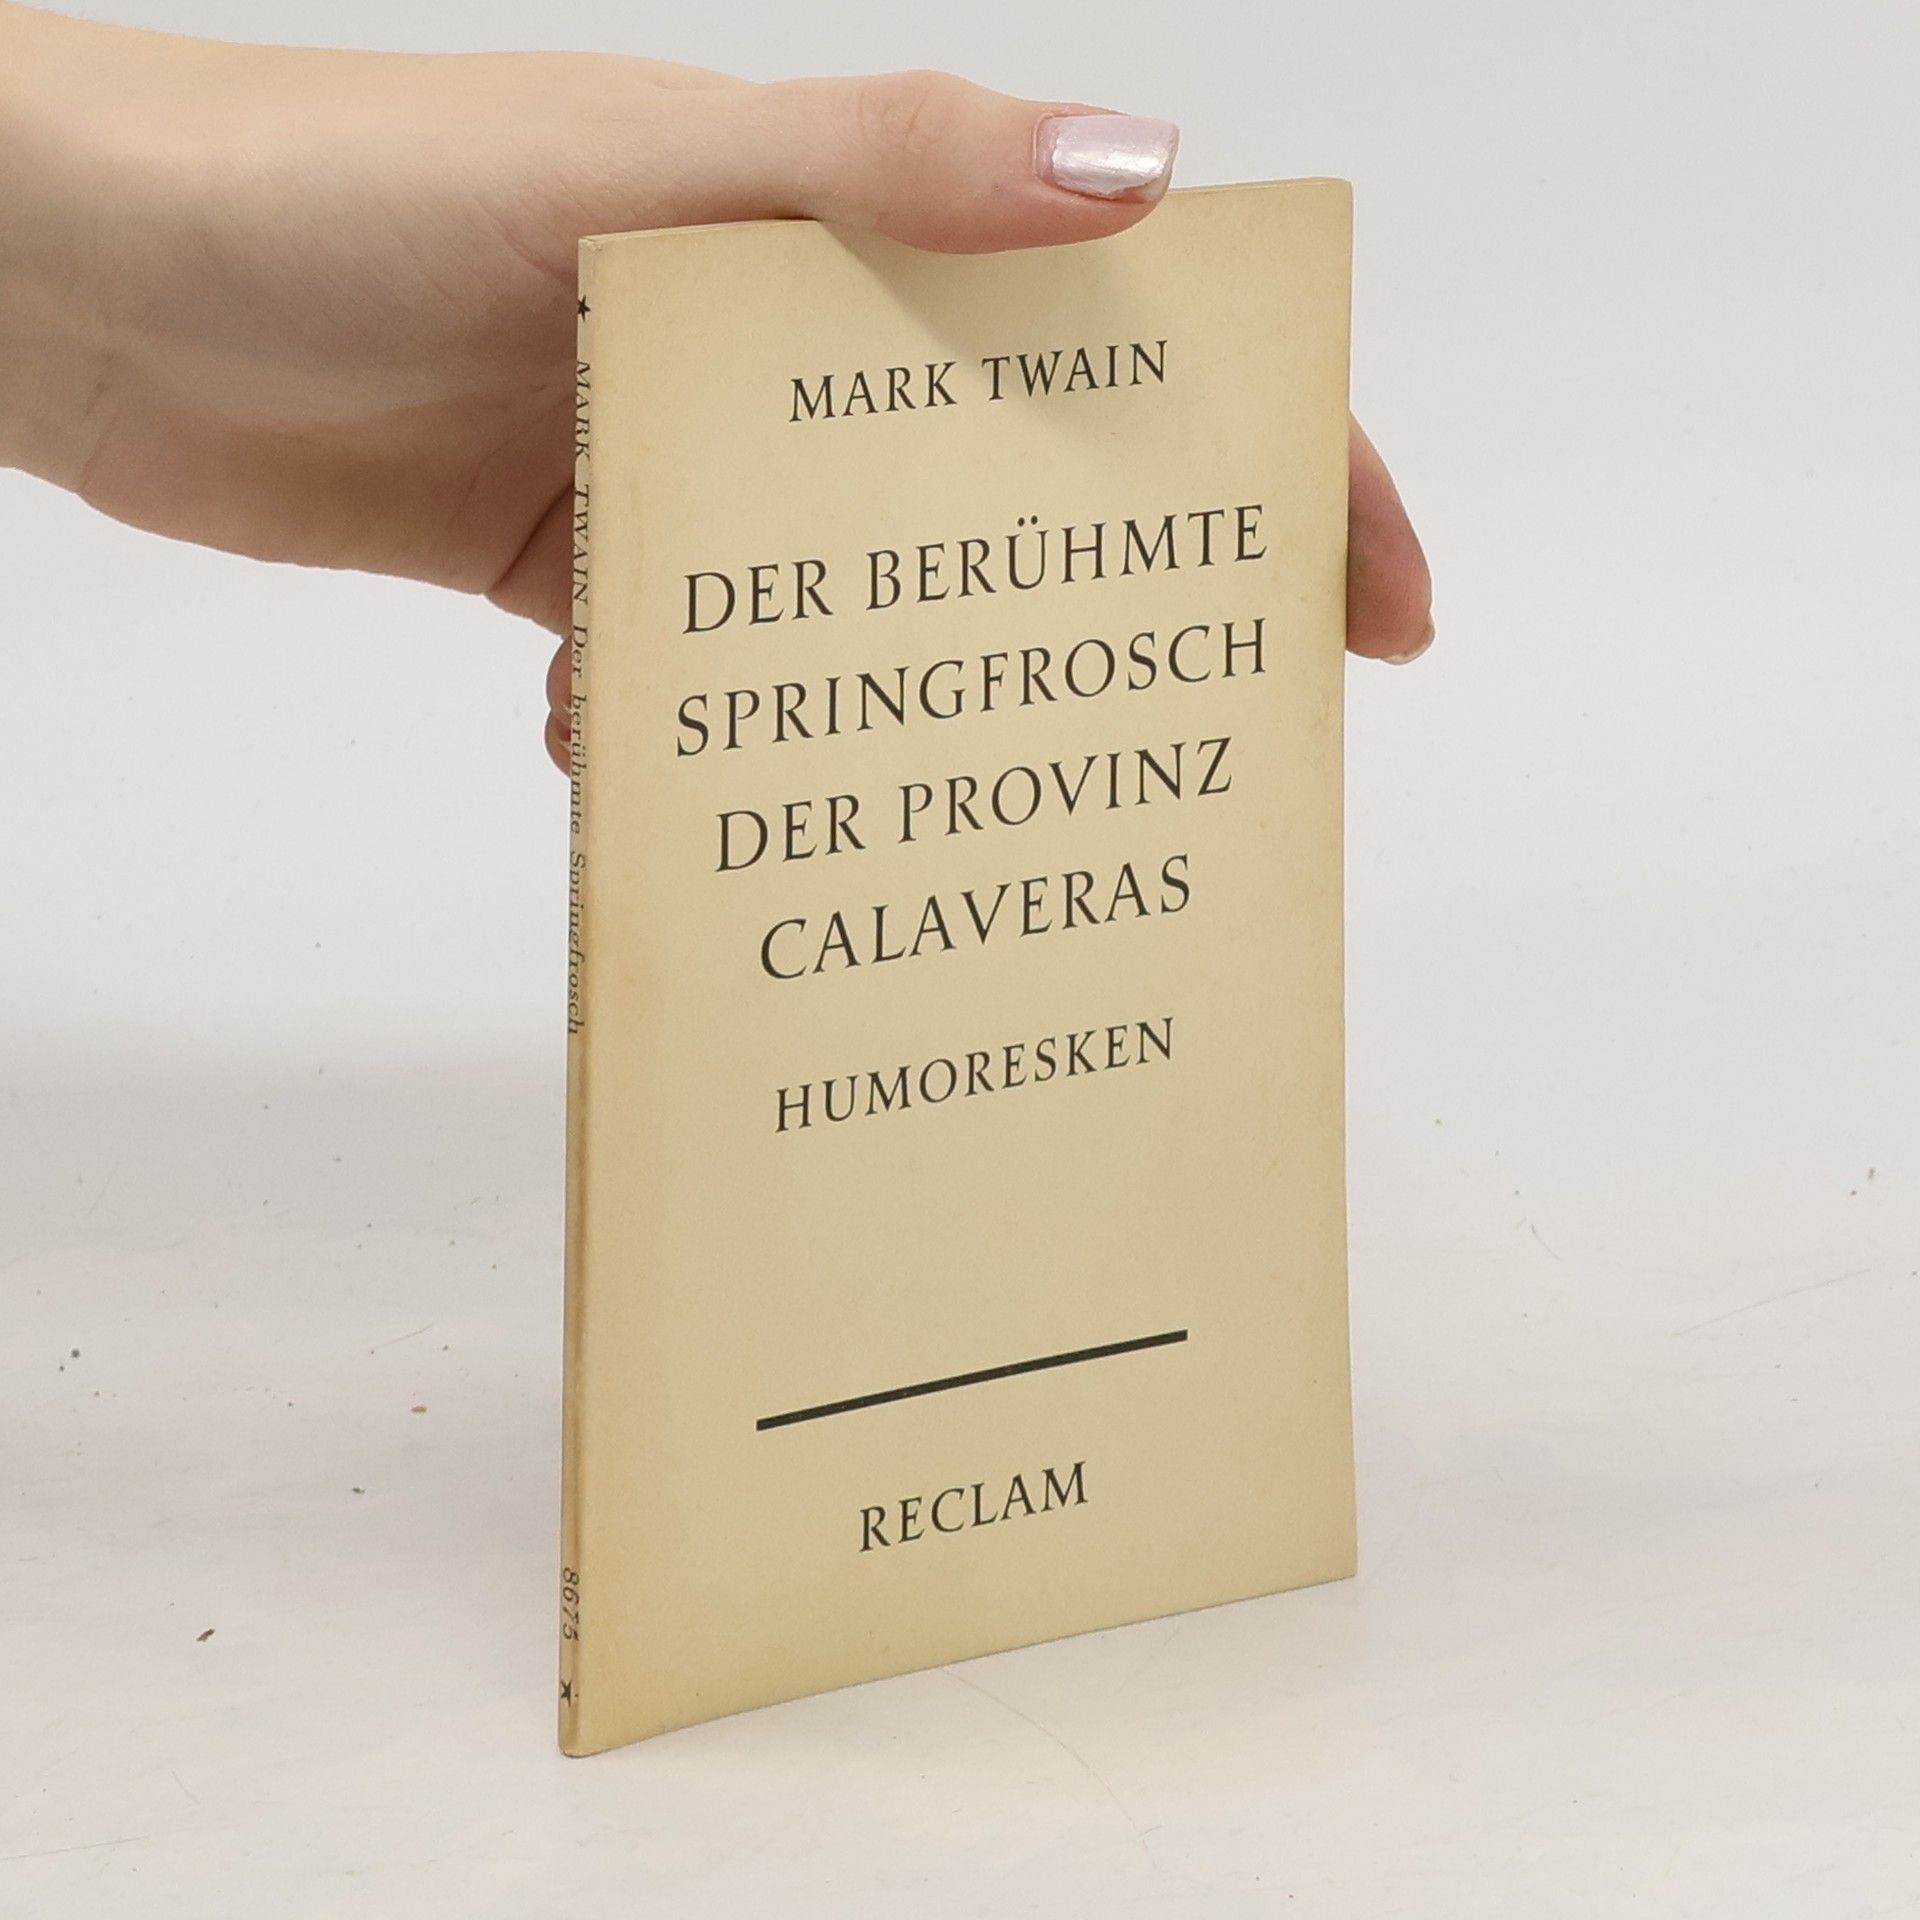 MARK TWAIN
DER BERÜHMTE
SPRINGFROSCH
DER PROVINZ
CALAVERAS
HUMORESKEN
RECLAM
MARK TWAIN Der berühmte Springfrosch
8675